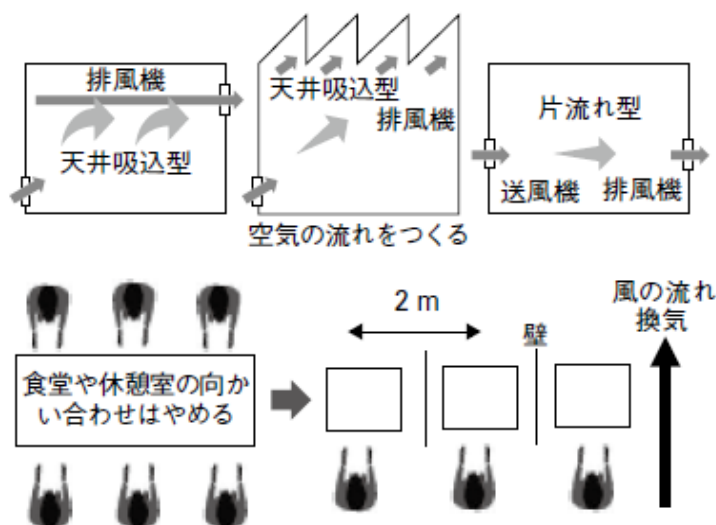 排風機
天井吸込型
天井吸込型
排風機
片流れ型
送風機
排風機
空気の流れをつくる
食堂や休憩室の向か
い合わせはやめる
2 m
壁
風の流れ
換気